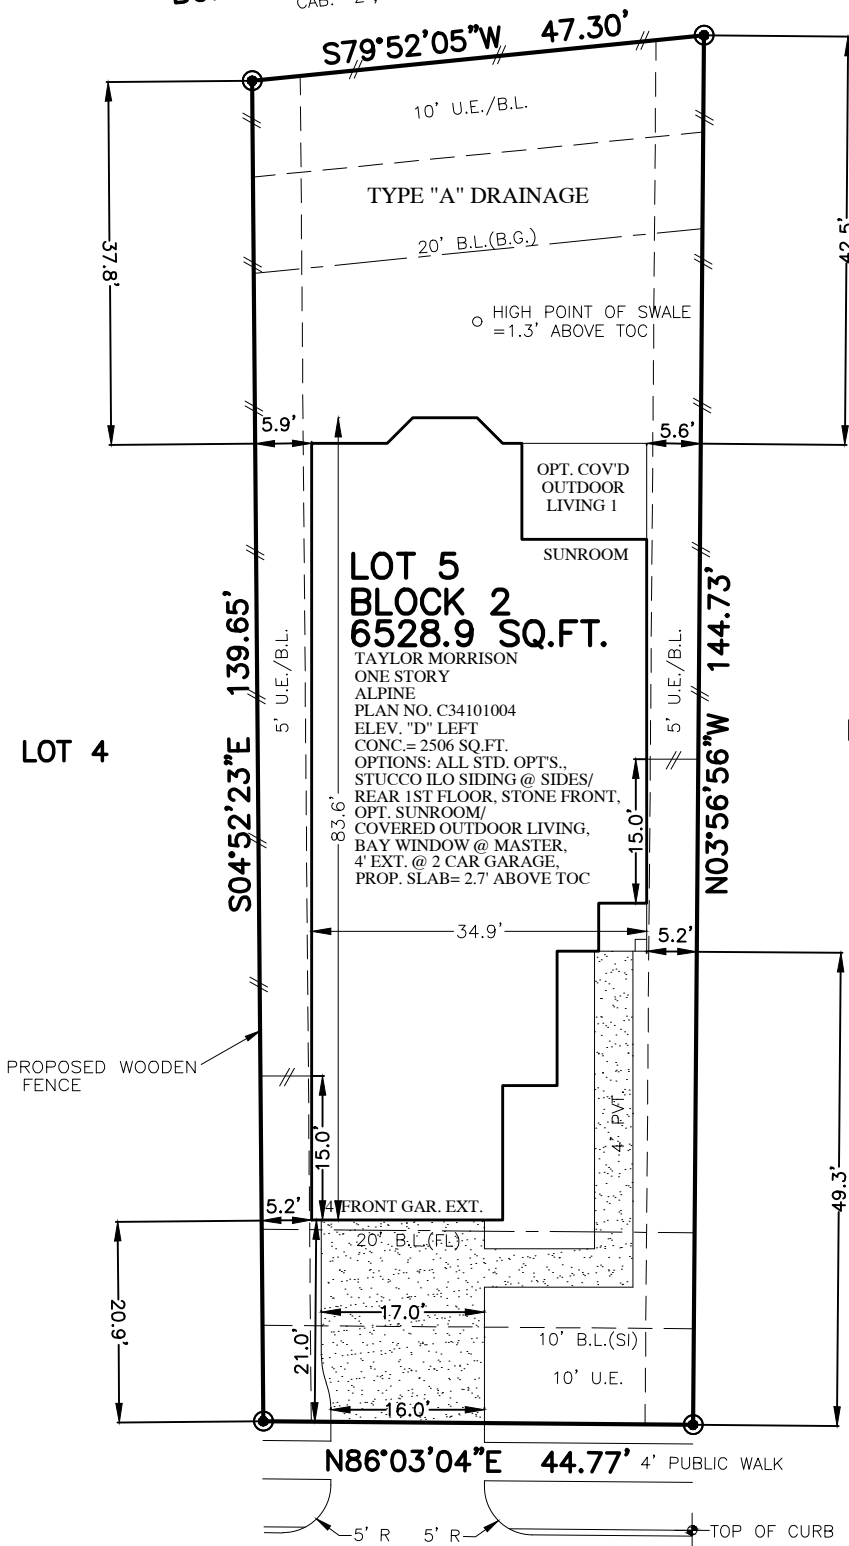 S79°52'05"W 47.30'
10' U.E./B.L.
TYPE "A" DRAINAGE
20' B.L.(B.G.)
37.8'
42.5'
HIGH POINT OF SWALE
=1.3' ABOVE TOC
5.9'
5.6'
OPT. COV'D
OUTDOOR
LIVING 1
SUNROOM
LOT 5
BLOCK 2
6528.9 SQ.FT.
TAYLOR MORRISON
ONE STORY
ALPINE
PLAN NO. C34101004
ELEV. "D" LEFT
CONC.= 2506 SQ.FT.
OPTIONS: ALL STD. OPT'S.,
STUCCO ILO SIDING @ SIDES/
REAR 1ST FLOOR, STONE FRONT,
OPT. SUNROOM/
COVERED OUTDOOR LIVING,
BAY WINDOW @ MASTER,
4' EXT. @ 2 CAR GARAGE,
PROP. SLAB= 2.7' ABOVE TOC
S04°52'23"E 139.65'
5' U.E./B.L.
5' U.E./B.L.
N03°56'56"W 144.73'
LOT 4
83.6'
15.0'
34.9'
5.2'
PROPOSED WOODEN
FENCE
4' PVT.
15.0'
49.3'
5.2'
4' FRONT GAR. EXT.
20' B.L.(FL)
20.9'
21.0'
17.0'
10' B.L.(SI)
10' U.E.
16.0'
N86°03'04"E 44.77'
4' PUBLIC WALK
5' R
5' R
TOP OF CURB